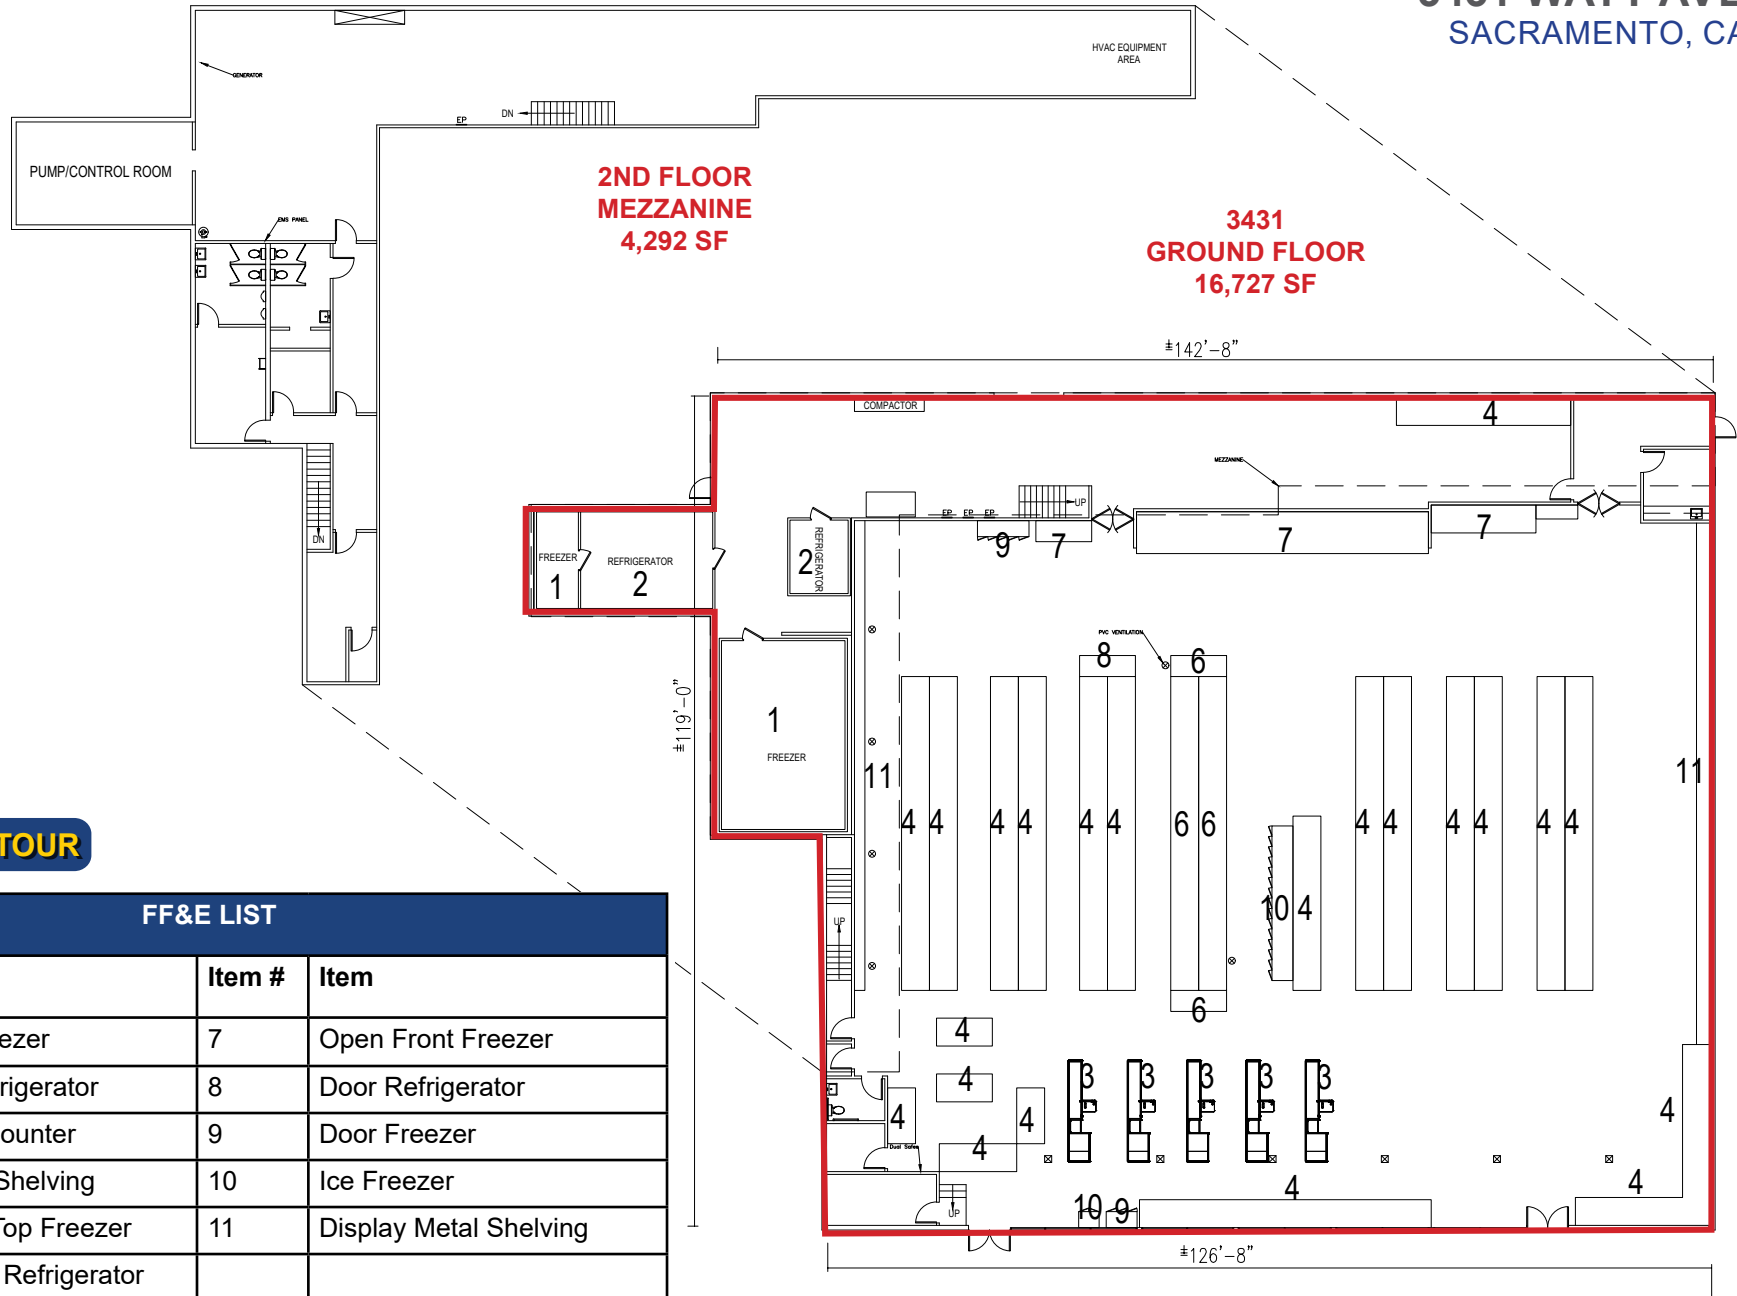 SACRAMENTO, CA
HVAC EQUIPMENT
AREA
GENERATOR
EP
DN
PUMP/CONTROL ROOM
EMS PANEL
DN
2ND FLOOR
MEZZANINE
4,292 SF
3431
GROUND FLOOR
16,727 SF
±142'-8"
COMPACTOR
4
MEZZANINE
UP
EP EP EP
9 7 7 7
FREEZER
1
REFRIGERATOR
2
REFRIGERATOR
2
PVC VENTILATION
8 6
±119'-0"
1
FREEZER
11 11
4 4 4 4 4 4 6 6 4 4 4 4 4 4
10 4
UP
6
4
4
3 3 3 3 3
4 4 4
4
Dual Safes
4
4
10 9
UP
±126'-8"
TOUR
FF&E LIST
Item # Item
7 Open Front Freezer
8 Door Refrigerator
ounter 9 Door Freezer
Shelving 10 Ice Freezer
Top Freezer 11 Display Metal Shelving
Refrigerator